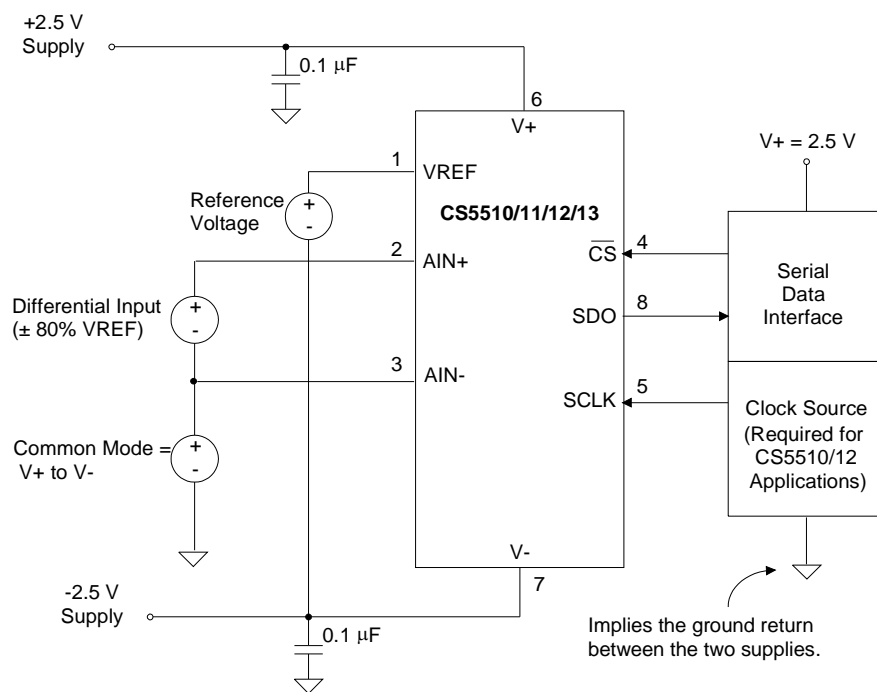 +2.5 V
Supply
0.1 μF
6
V+
V+ = 2.5 V
1
VREF
Reference
Voltage
+
-
CS5510/11/12/13
2
AIN+
CS
4
Serial
Data
Interface
Differential Input
(± 80% VREF)
+
-
SDO
8
3
AIN-
SCLK
5
Clock Source
(Required for
CS5510/12
Applications)
Common Mode =
V+ to V-
+
-
V-
7
-2.5 V
Supply
0.1 μF
Implies the ground return
between the two supplies.